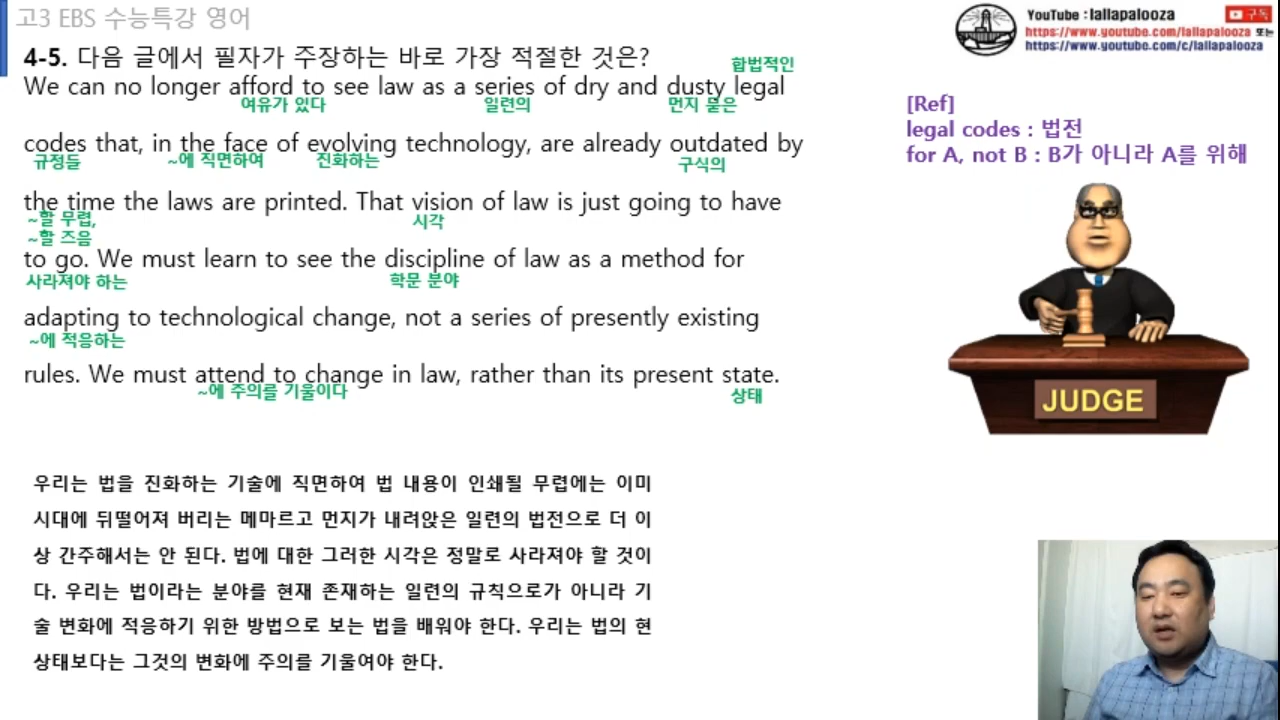 고3 EBS 수능특강 영어
YouTube : lallapalooza
구독
https://www.youtube.com/lallapalooza 또는
https://www.youtube.com/c/lallapalooza
4-5. 다음 글에서 필자가 주장하는 바로 가장 적절한 것은?
합법적인
We can no longer afford to see law as a series of dry and dusty legal
여유가 있다 일련의 먼지 묻은
codes that, in the face of evolving technology, are already outdated by
규정들 ~에 직면하여 진화하는 구식의
the time the laws are printed. That vision of law is just going to have
~할 무렵, 시각
~할 즈음
to go. We must learn to see the discipline of law as a method for
사라져야 하는 학문 분야
adapting to technological change, not a series of presently existing
~에 적응하는
rules. We must attend to change in law, rather than its present state.
~에 주의를 기울이다 상태
[Ref]
legal codes : 법전
for A, not B : B가 아니라 A를 위해
JUDGE
우리는 법을 진화하는 기술에 직면하여 법 내용이 인쇄될 무렵에는 이미
시대에 뒤떨어져 버리는 메마르고 먼지가 내려앉은 일련의 법전으로 더 이
상 간주해서는 안 된다. 법에 대한 그러한 시각은 정말로 사라져야 할 것이
다. 우리는 법이라는 분야를 현재 존재하는 일련의 규칙으로가 아니라 기
술 변화에 적응하기 위한 방법으로 보는 법을 배워야 한다. 우리는 법의 현
상태보다는 그것의 변화에 주의를 기울여야 한다.